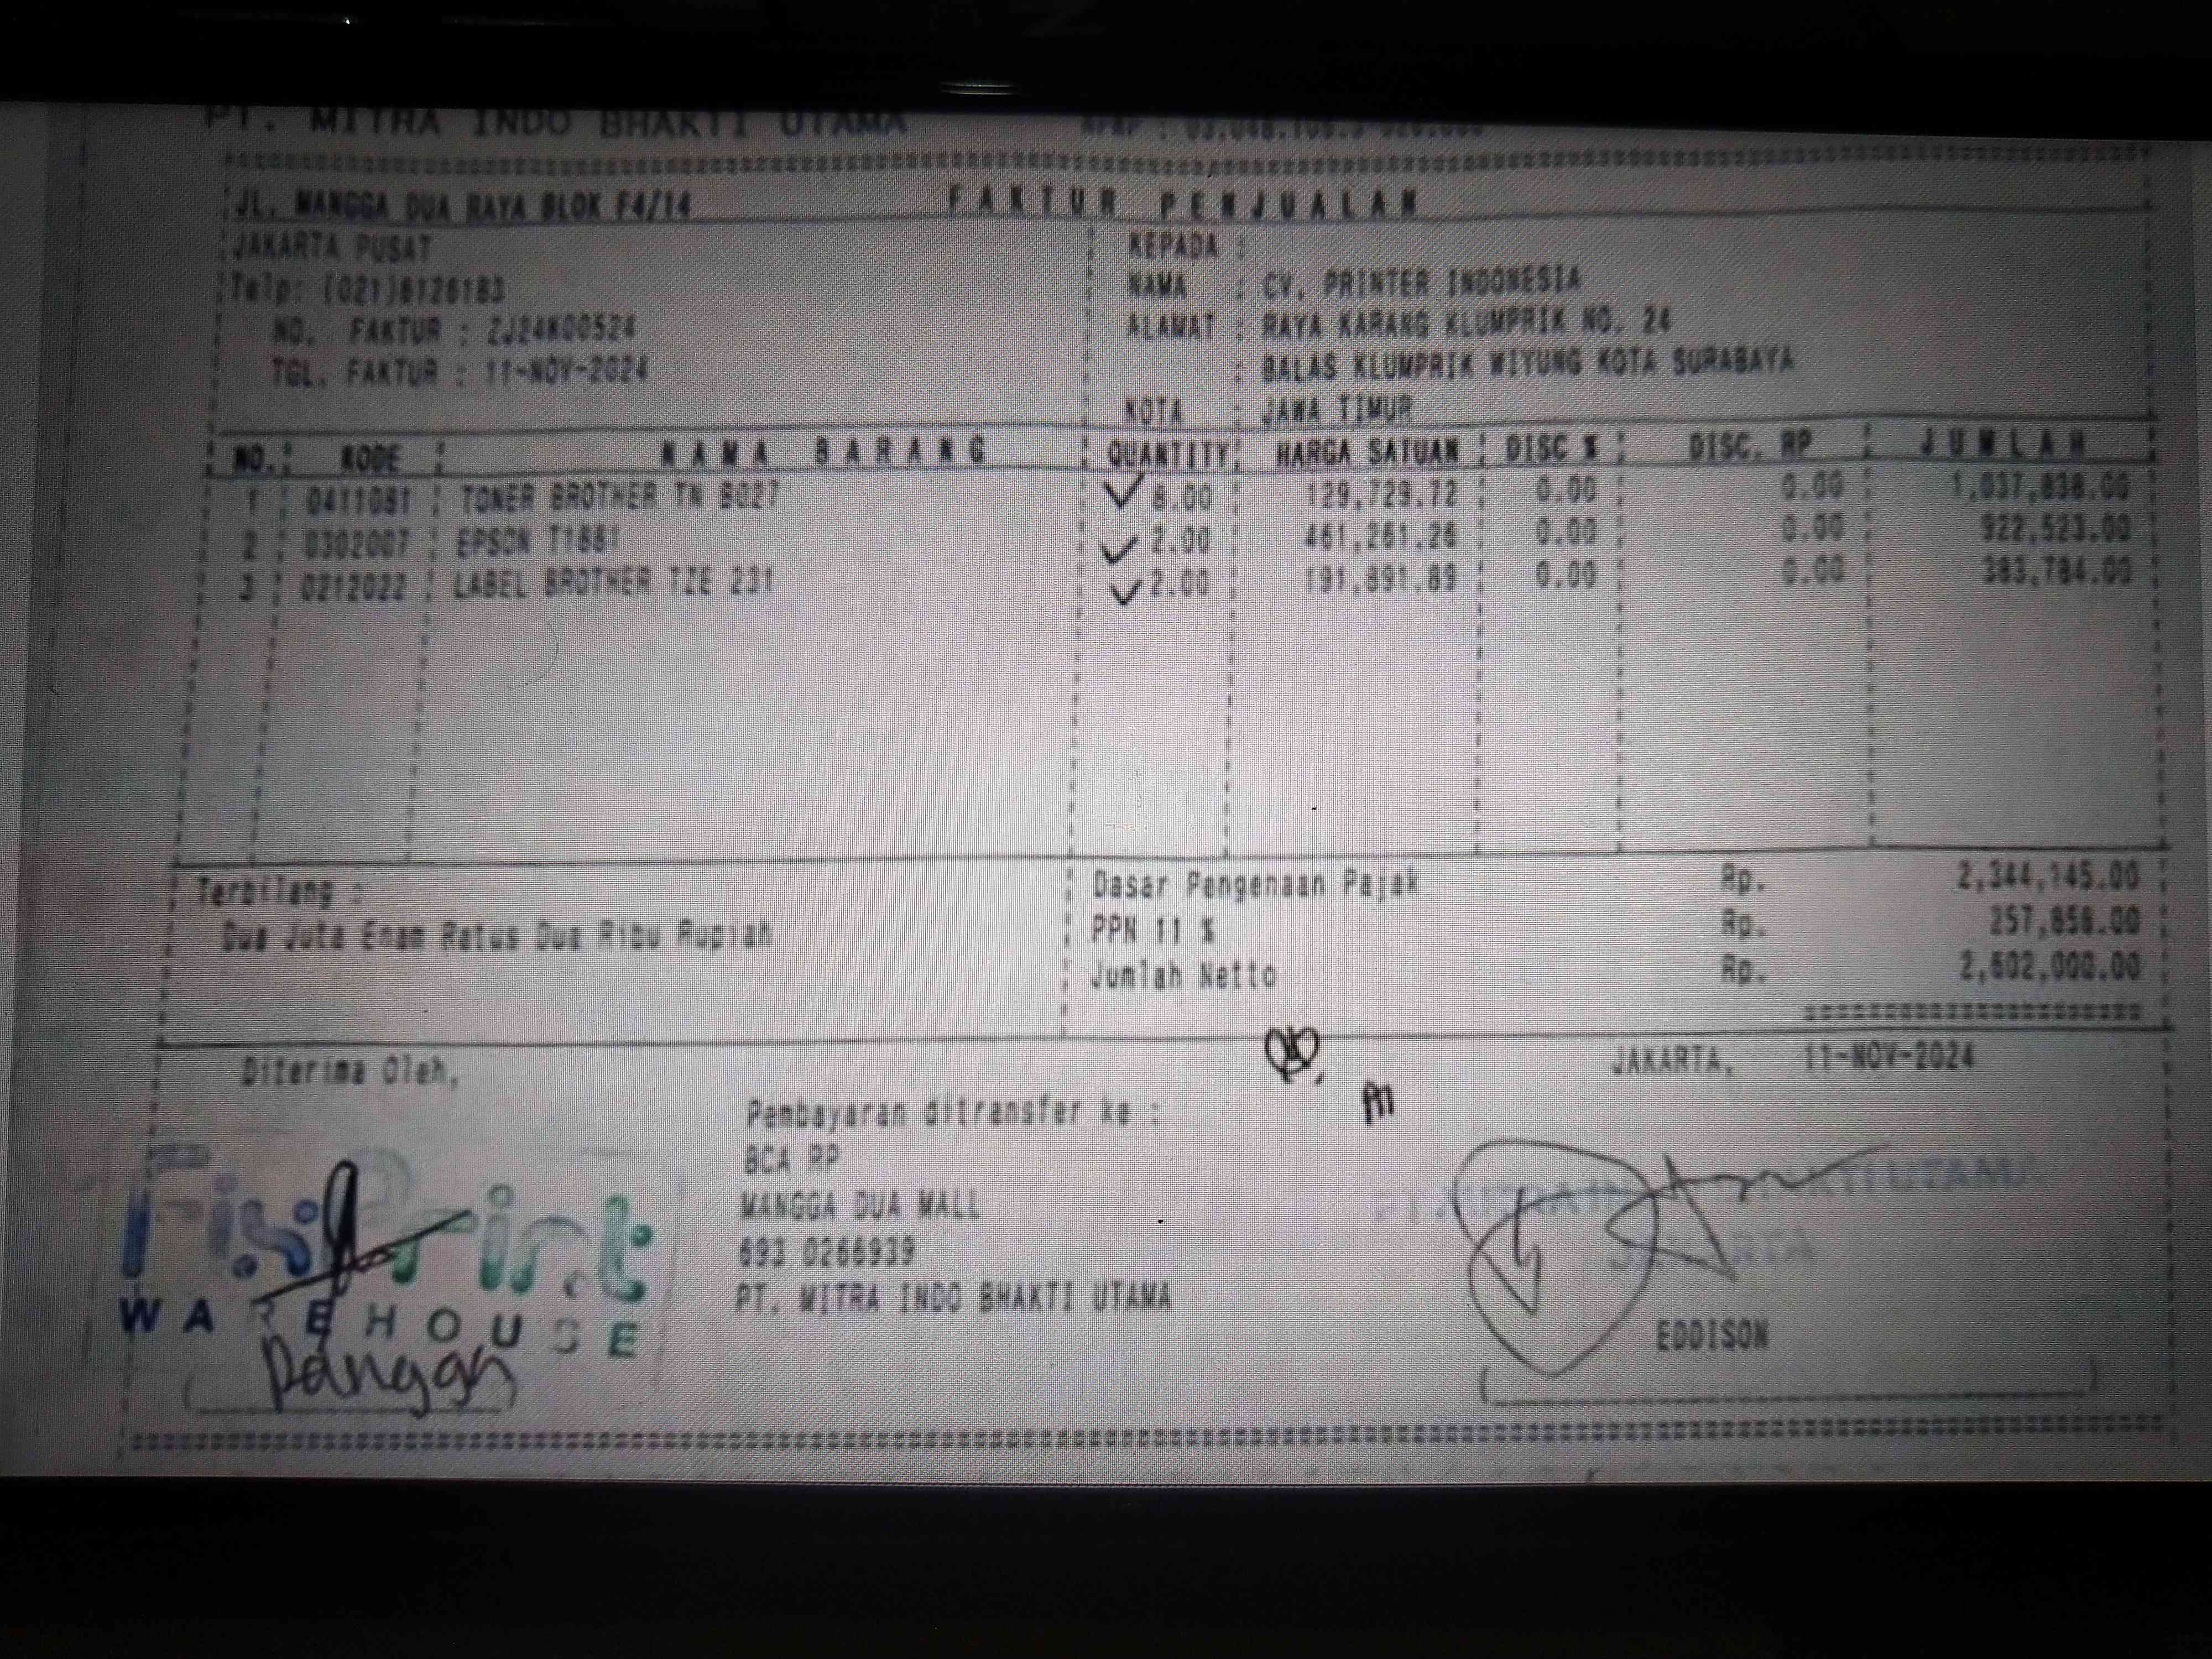 PT. MITRA INDO BHAKTI UTAMA NPWP :
JL. MANGGA DUA RAYA BLOK F4/14 FAKTUR PENJUALAN
JAKARTA PUSAT KEPADA :
Telp: (021)6126183 NAMA : CV. PRINTER INDONESIA
NO. FAKTUR : ZJ24K00524 ALAMAT : RAYA KARANG KLUMPRIK NO. 24
TGL. FAKTUR : 11-NOV-2024 : BALAS KLUMPRIK WIYUNG KOTA SURABAYA
KOTA : JAWA TIMUR
NO. KODE NAMA BARANG QUANTITY HARGA SATUAN DISC % DISC. RP JUMLAH
1 0411081 TONER BROTHER TN B027 8.00 129,729.72 0.00 0.00 1,037,838.00
2 0302007 EPSON 2.00 461,261.26 0.00 0.00 922,523.00
3 0212022 LABEL BROTHER TZE 231 2.00 191,891.89 0.00 0.00 383,784.00
Terbilang : Dasar Pengenaan Pajak Rp. 2,344,145.00
Dua Juta Enam Ratus Dua Ribu Rupiah PPN 11 % Rp. 257,856.00
Jumlah Netto Rp. 2,602,000.00
Diterima Oleh, JAKARTA, 11-NOV-2024
Pembayaran ditransfer ke :
BCA RP
MANGGA DUA MALL
693 0266939
PT. MITRA INDO BHAKTI UTAMA
WAREHOUSE
EDDISON